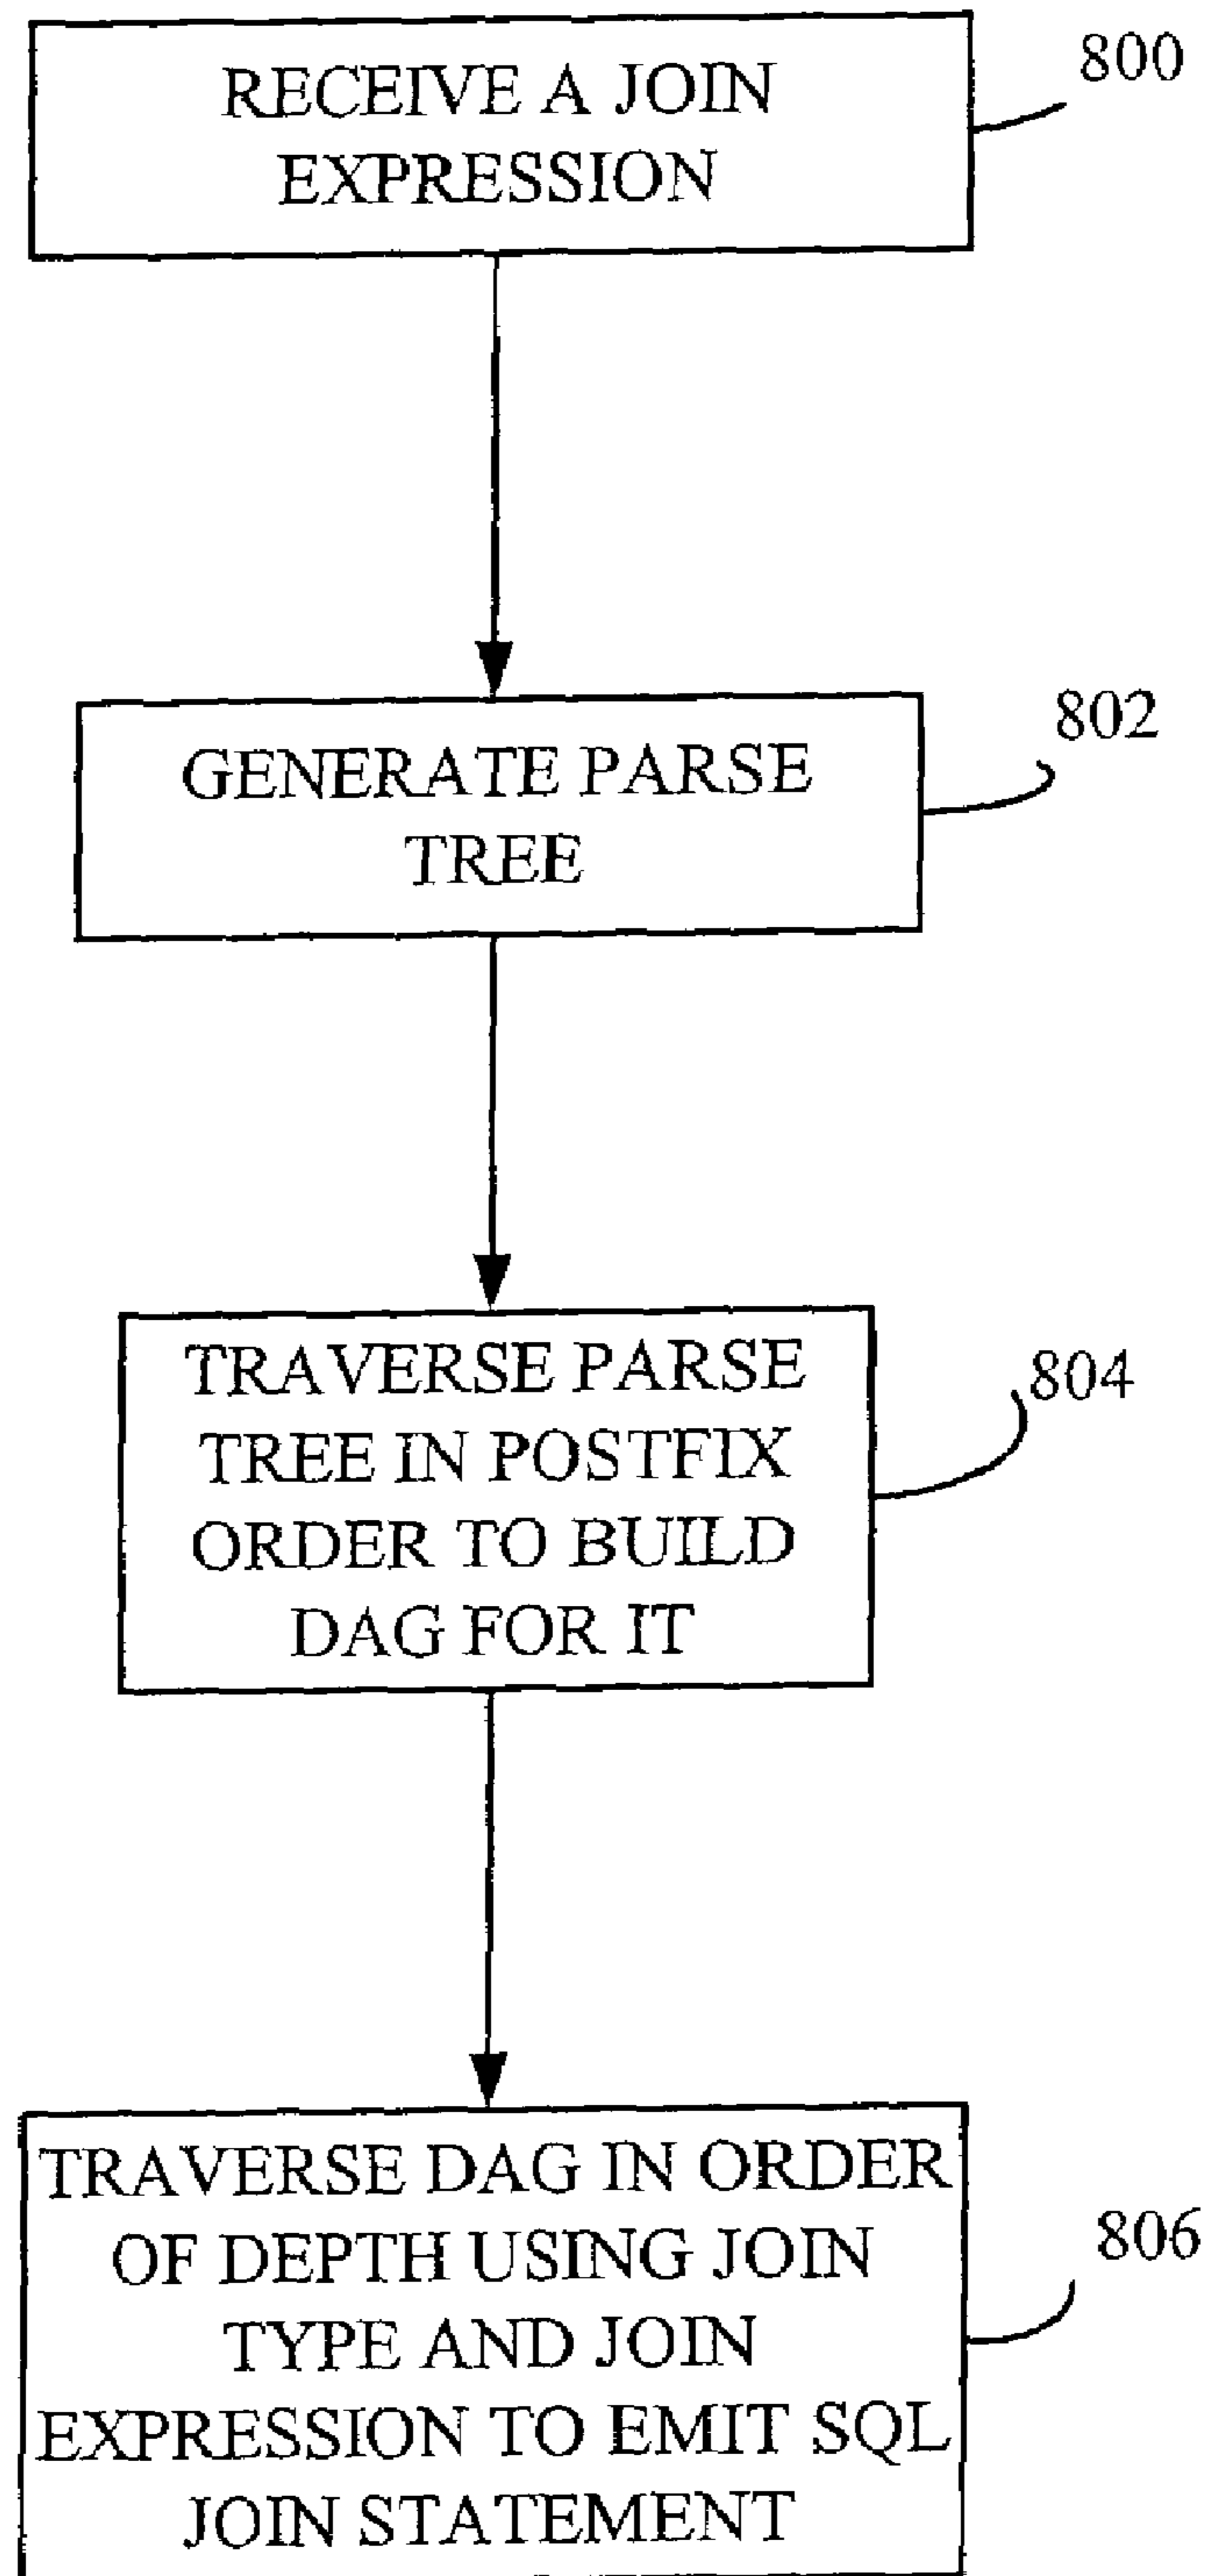 RECEIVE A JOIN
EXPRESSION
800
GENERATE PARSE
TREE
802
TRAVERSE PARSE
TREE IN POSTFIX
ORDER TO BUILD
DAG FOR IT
804
TRAVERSE DAG IN ORDER
OF DEPTH USING JOIN
TYPE AND JOIN
EXPRESSION TO EMIT SQL
JOIN STATEMENT
806